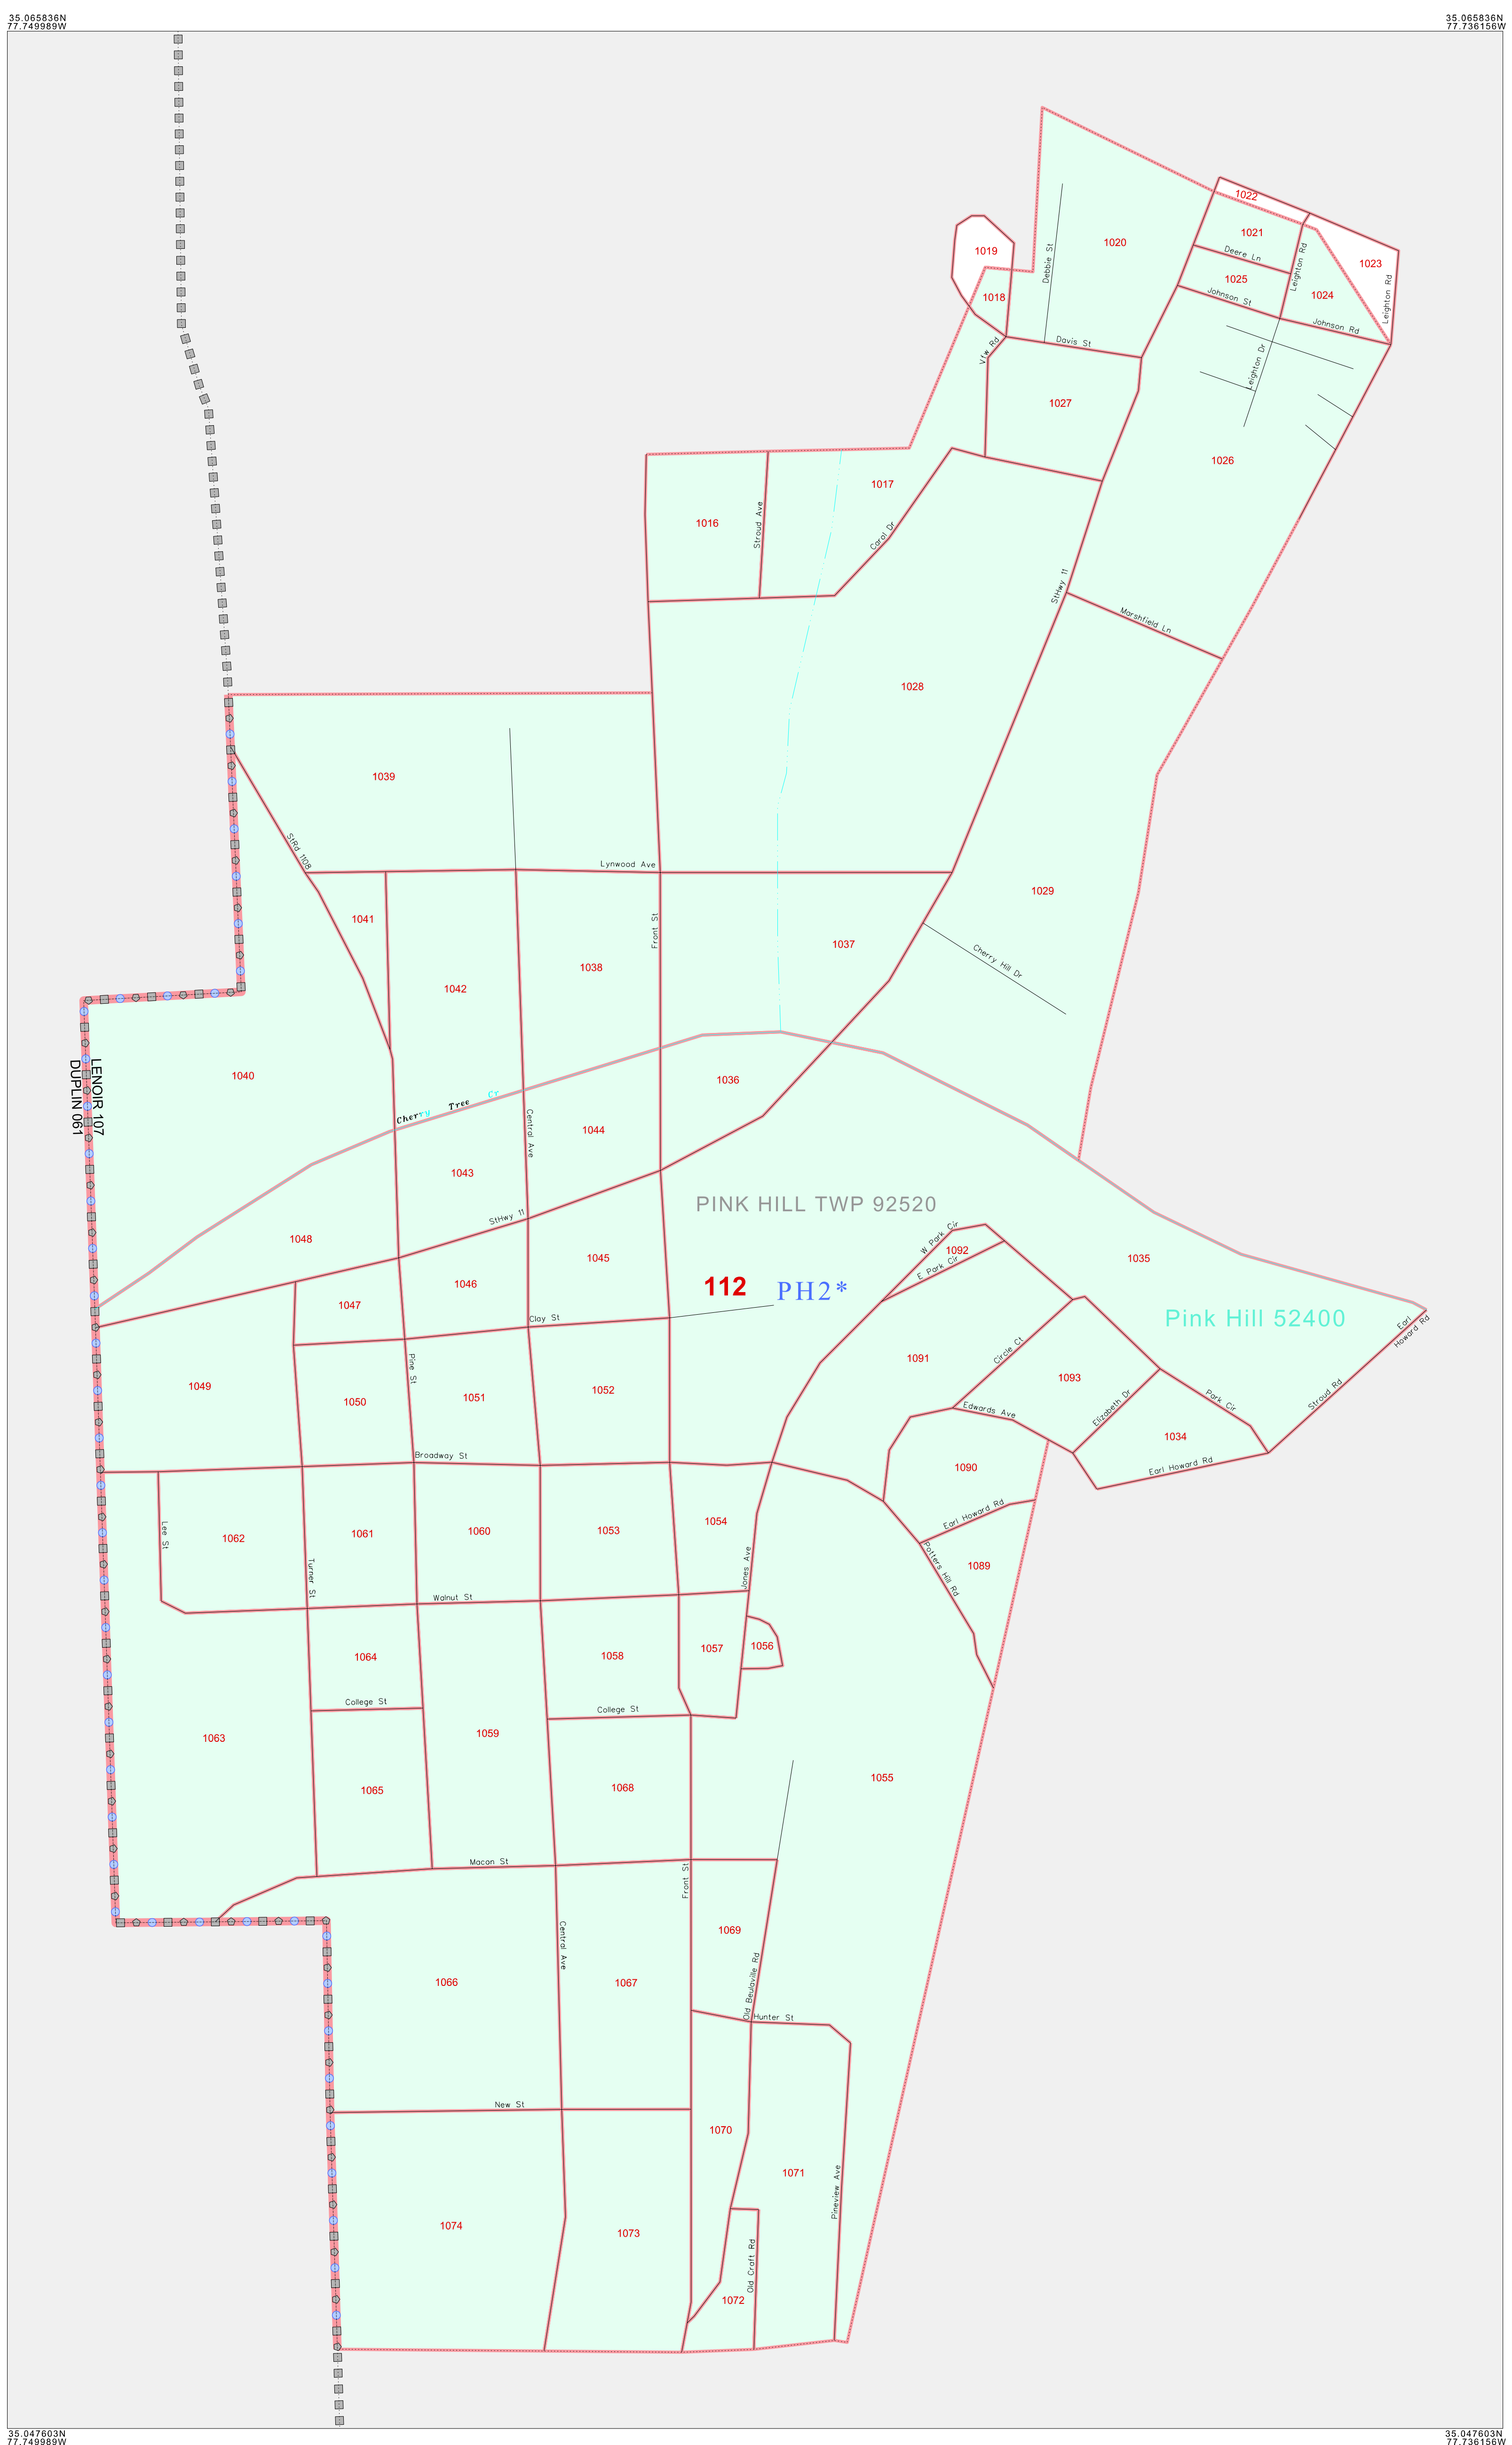 35.065836N
77.749989W
35.065836N
77.736156W
1022
1021
1020
1019
Deere Ln
Leighton Rd
1023
Debbie St
1025
1024
1018
Johnson St
Leighton Rd
Johnson Rd
Davis St
Vfw Rd
Leighton Dr
1027
1026
1017
1016
Stroud Ave
Carol Dr
StHwy 11
Marshfield Ln
1028
1039
StRd 1108
Lynwood Ave
1029
1041
Front St
1037
1038
Cherry Hill Dr
1042
1040
LENOIR 107
DUPLIN 061
1036
Cherry Tree Cr
Central Ave
1044
1043
PINK HILL TWP 92520
StHwy 11
1048
W Park Cir
1092
1035
1045
E Park Cir
1046
112
PH2*
1047
Clay St
Pink Hill 52400
Earl
Howard Rd
Circle Ct
1091
Pine St
1049
1052
1093
1051
1050
Stroud Rd
Park Cir
Elizabeth Dr
Edwards Ave
1034
Broadway St
1090
Earl Howard Rd
Earl Howard Rd
1054
1053
1060
1061
1062
Lee St
1089
Jones Ave
Turner St
Potters Hill Rd
Walnut St
1056
1057
1058
1064
College St
College St
1059
1063
1055
1068
1065
Macon St
Front St
1069
Central Ave
Old Beulaville Rd
1066
1067
Hunter St
New St
1070
1071
Pineview Ave
1074
1073
Old Craft Rd
1072
35.047603N
77.749989W
35.047603N
77.736156W